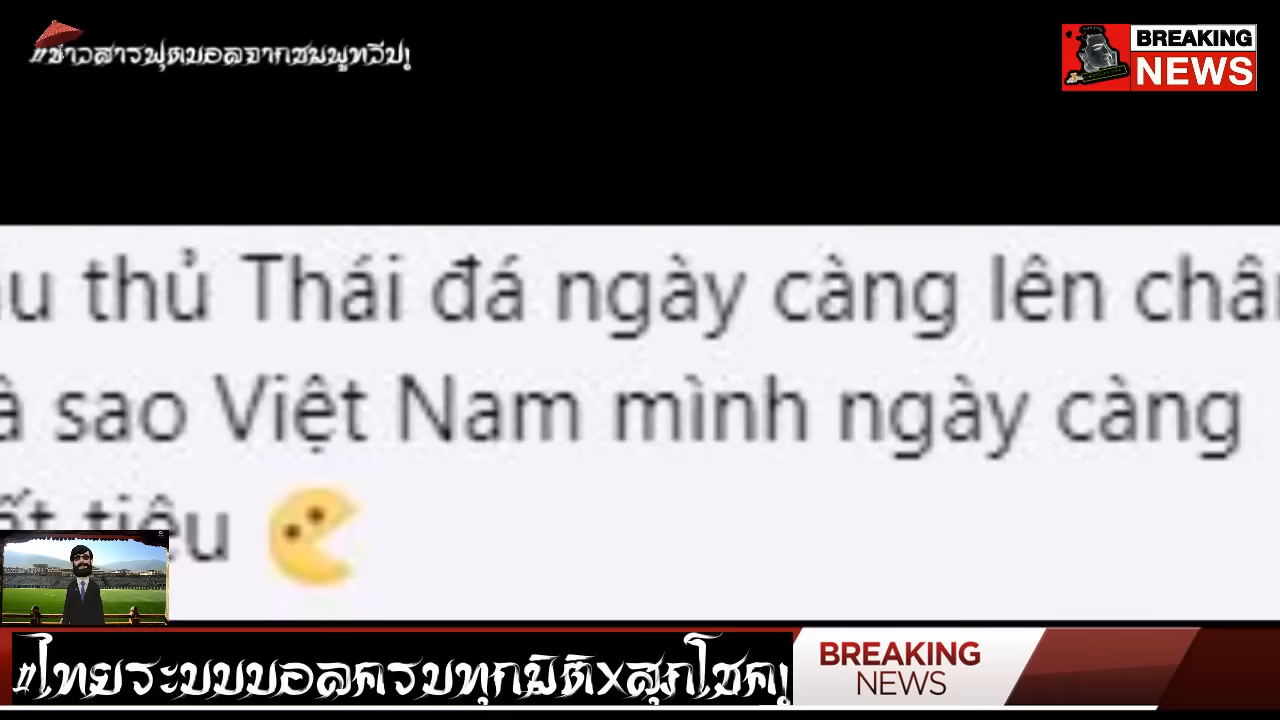 #ข่าวสารฟุตบอลจากชมพูทวีป!
BREAKING
NEWS
thủ Thái đá ngày càng lên
sao Việt Nam mình ngày càng
#ไทยระบบบอลครบทุกมิติxสุภโชค!
BREAKING
NEWS